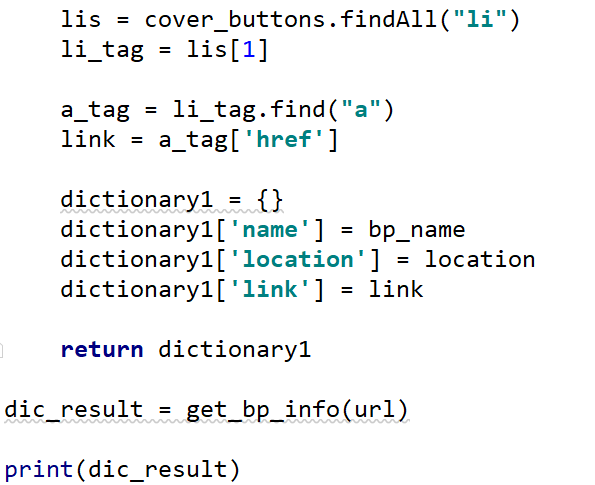 lis = cover_buttons.findAll("li")
li_tag = lis[1]
a_tag = li_tag.find("a")
link = a_tag['href']
dictionary1 = {}
dictionary1['name'] = bp_name
dictionary1['location'] = location
dictionary1['link'] = link
return dictionary1
dic_result = get_bp_info(url)
print(dic_result)